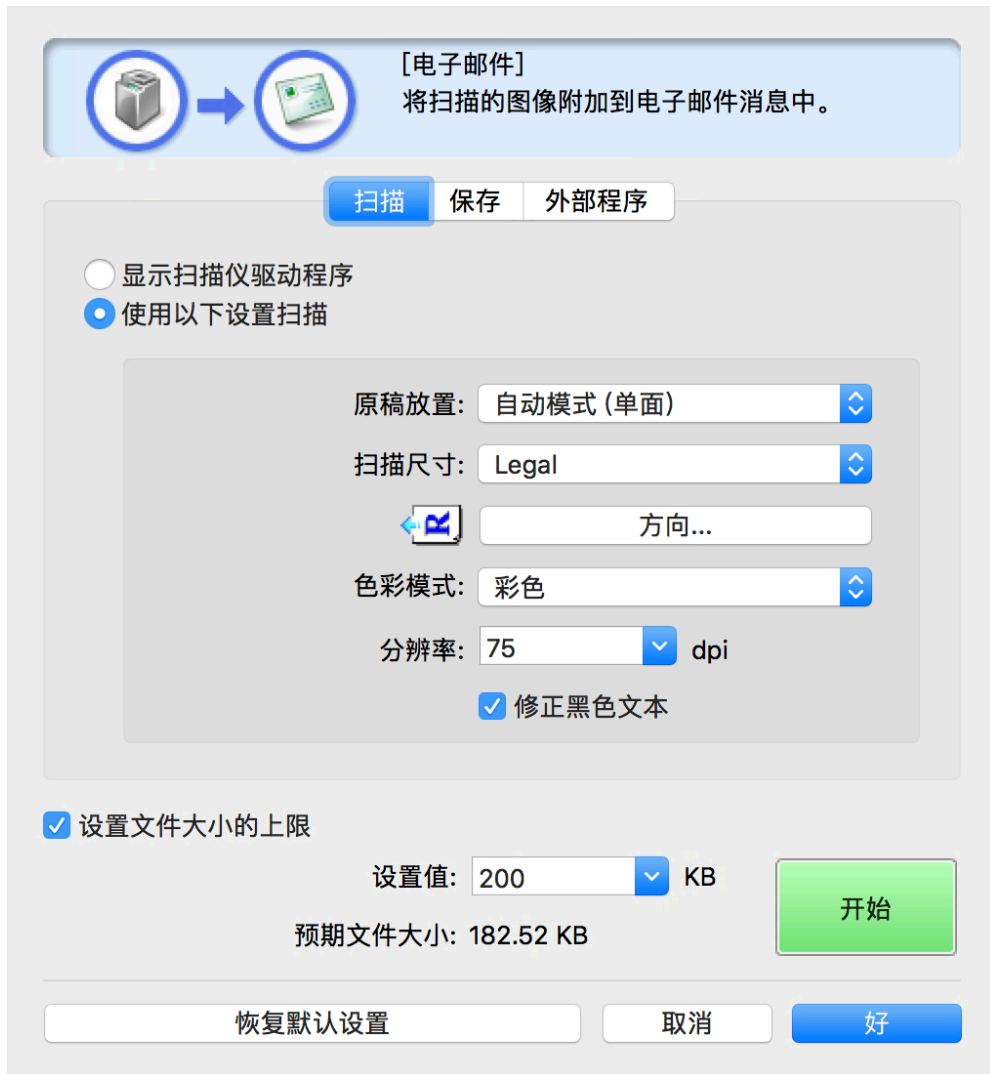 [电子邮件]
将扫描的图像附加到电子邮件消息中。
扫描 保存 外部程序
显示扫描仪驱动程序
使用以下设置扫描
原稿放置: 自动模式 (单面)
扫描尺寸: Legal
R 方向...
色彩模式: 彩色
分辨率: 75 dpi
修正黑色文本
设置文件大小的上限
设置值: 200 KB
开始
预期文件大小: 182.52 KB
恢复默认设置 取消 好